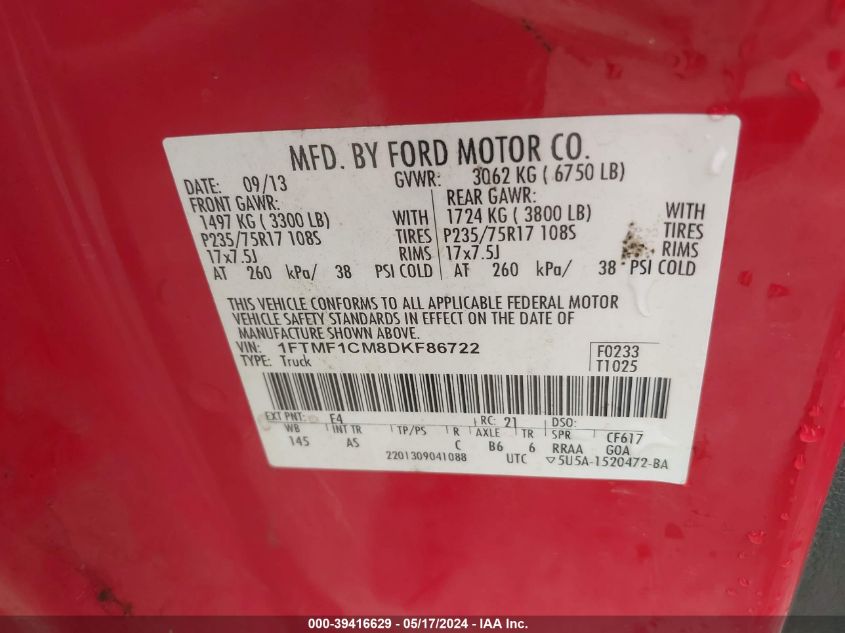 MFD. BY FORD MOTOR CO.
DATE: 09/13 GVWR: 3062 KG ( 6750 LB)
FRONT GAWR: REAR GAWR:
1497 KG ( 3300 LB) WITH 1724 KG ( 3800 LB) WITH
P235/75R17 108S TIRES P235/75R17 108S TIRES
17x7.5J RIMS 17x7.5J RIMS
AT 260 kPa/ 38 PSI COLD AT 260 kPa/ 38 PSI COLD
THIS VEHICLE CONFORMS TO ALL APPLICABLE FEDERAL MOTOR
VEHICLE SAFETY STANDARDS IN EFFECT ON THE DATE OF
MANUFACTURE SHOWN ABOVE.
VIN: 1FTMF1CM8DKF86722 F0233
TYPE: Truck T1025
EXT PNT: E4 RC: 21 DSO:
WB INT TR TP/PS R AXLE TR SPR CF617
145 AS C B6 6 RRAA GOA
2201309041088 UTC ▽5U5A-1520472-BA
000-39416629 - 05/17/2024 - IAAI.com